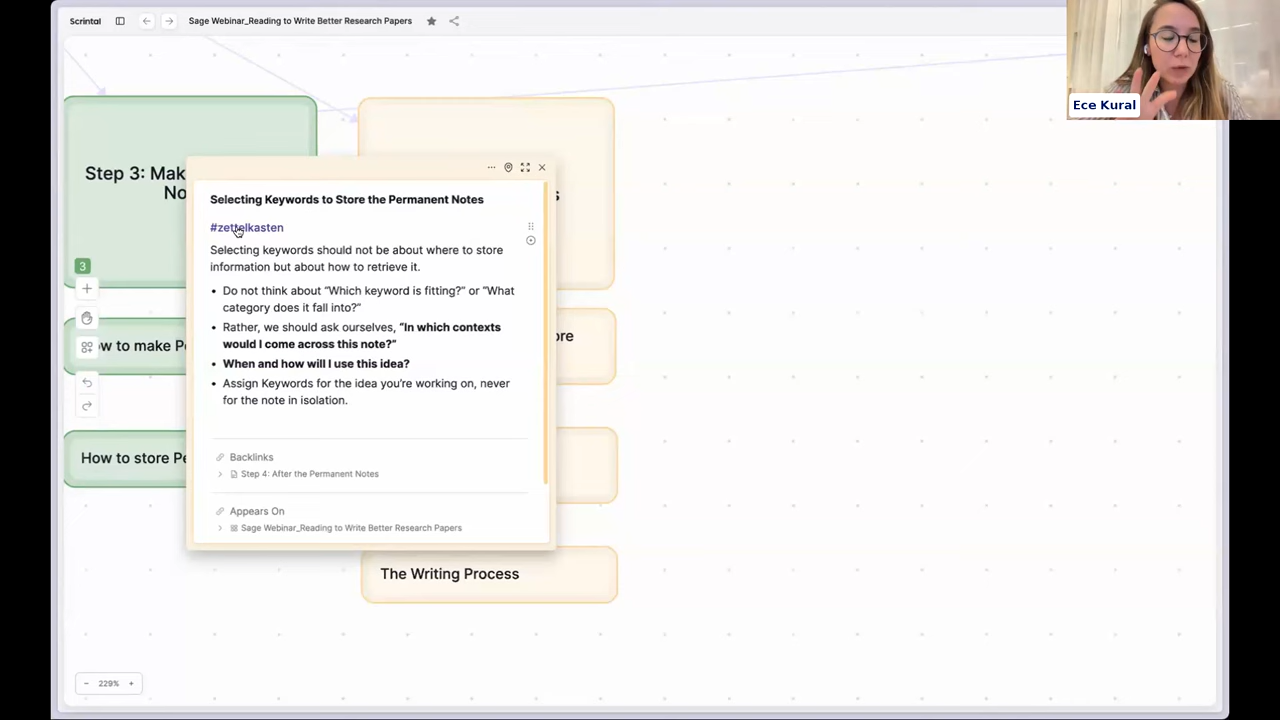 Scrintal
Sage Webinar_Reading to Write Better Research Papers
Ece Kural
Step 3:
Selecting Keywords to Store the Permanent Notes
#zettelkasten
Selecting keywords should not be about where to store
information but about how to retrieve it.
• Do not think about “Which keyword is fitting?” or “What
category does it fall into?”
• Rather, we should ask ourselves, “In which contexts
would I come across this note?”
• When and how will I use this idea?
• Assign Keywords for the idea you’re working on, never
for the note in isolation.
Backlinks
Step 4: After the Permanent Notes
Appears On
Sage Webinar_Reading to Write Better Research Papers
3
to make
How to store
The Writing Process
229%